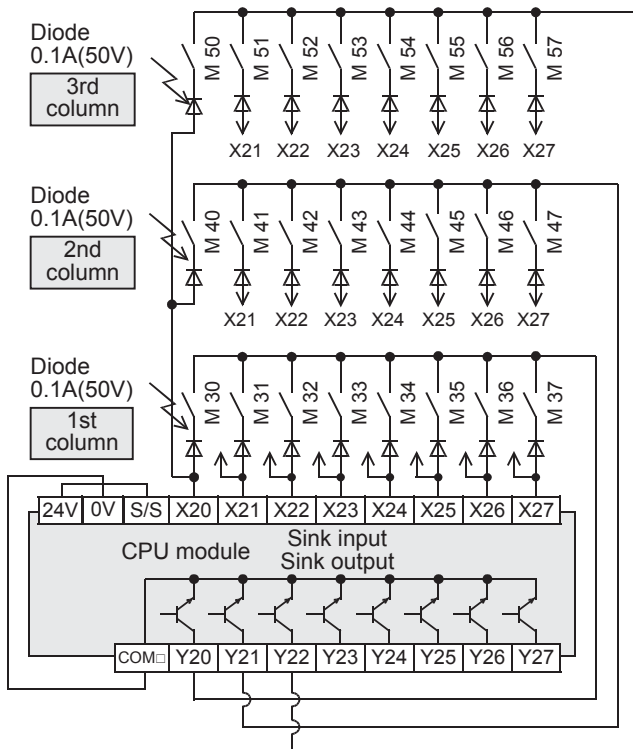 Diode
0.1A(50V)
3rd
column
M 50
M 51
M 52
M 53
M 54
M 55
M 56
M 57
X21 X22 X23 X24 X25 X26 X27
Diode
0.1A(50V)
2nd
column
M 40
M 41
M 42
M 43
M 44
M 45
M 46
M 47
X21 X22 X23 X24 X25 X26 X27
Diode
0.1A(50V)
1st
column
M 30
M 31
M 32
M 33
M 34
M 35
M 36
M 37
24V 0V S/S X20 X21 X22 X23 X24 X25 X26 X27
CPU module
Sink input
Sink output
COM□ Y20 Y21 Y22 Y23 Y24 Y25 Y26 Y27